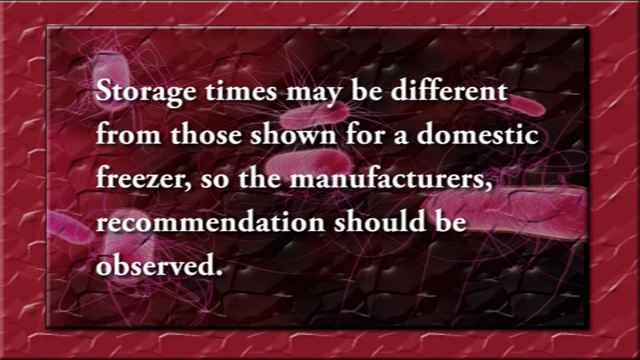 Storage times may be different
from those shown for a domestic
freezer, so the manufacturers,
recommendation should be
observed.